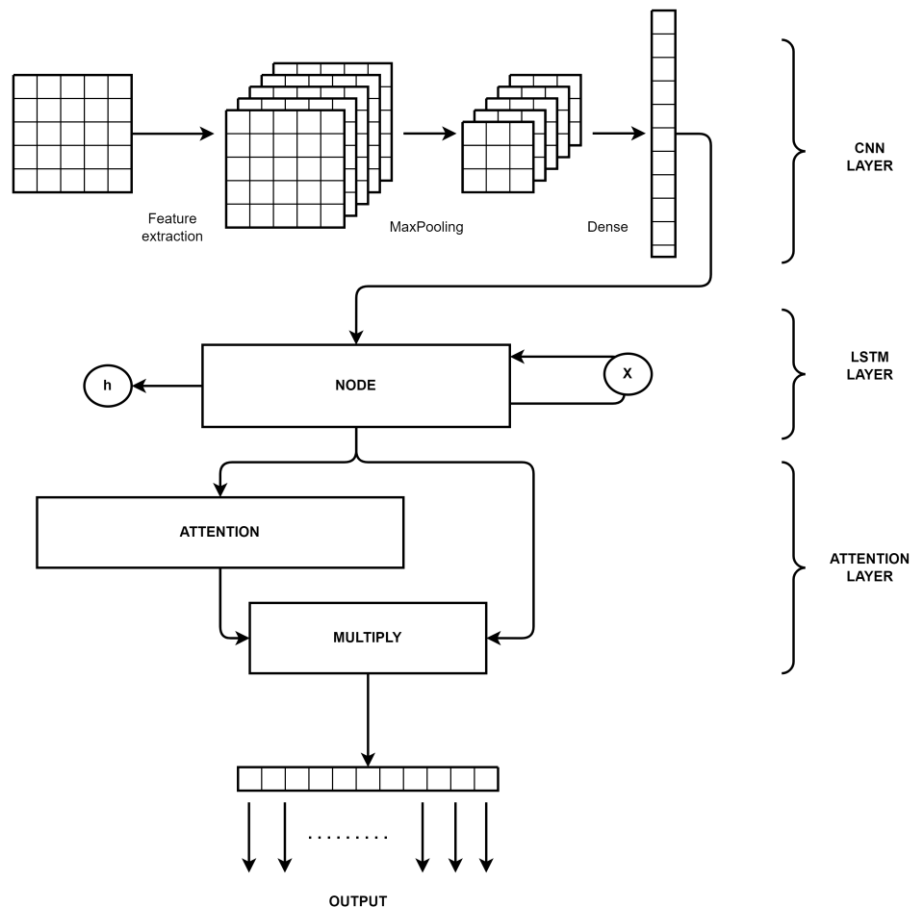 CNN
LAYER
Feature
extraction
MaxPooling
Dense
LSTM
LAYER
h
NODE
X
ATTENTION
ATTENTION
LAYER
MULTIPLY
.........
OUTPUT